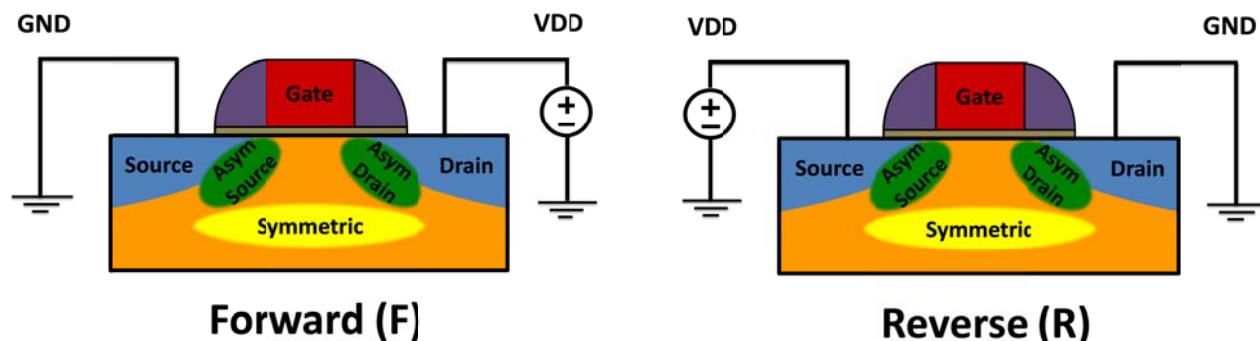 GND
VDD
Gate
+
−
Source
Asym
Source
Asym
Drain
Drain
Symmetric
Forward (F)
VDD
GND
+
−
Gate
Source
Asym
Source
Asym
Drain
Drain
Symmetric
Reverse (R)